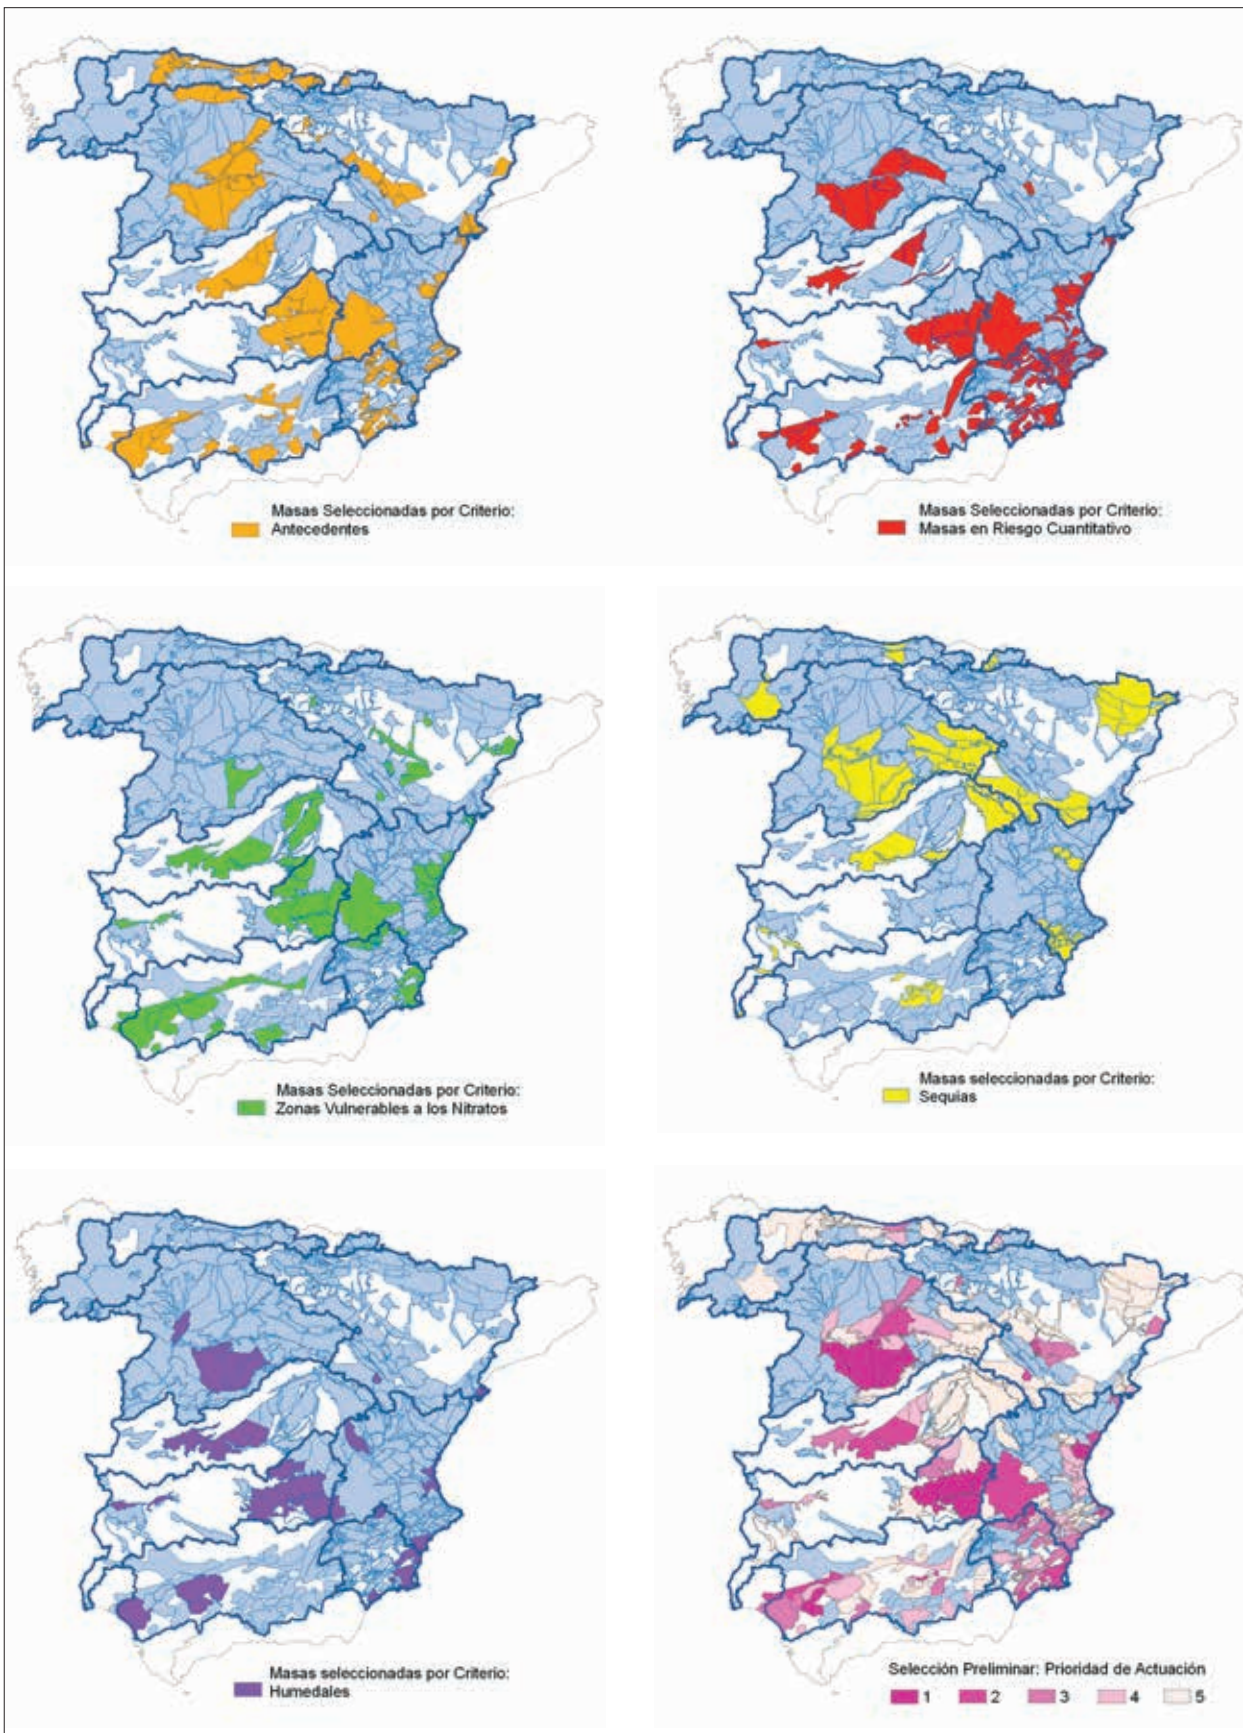 Masas Seleccionadas por Criterio:
Antecedentes
Masas Seleccionadas por Criterio:
Masas en Riesgo Cuantitativo
Masas Seleccionadas por Criterio:
Zonas Vulnerables a los Nitratos
Masas seleccionadas por Criterio:
Sequías
Masas seleccionadas por Criterio:
Humedales
Selección Preliminar: Prioridad de Actuación
1 2 3 4 5